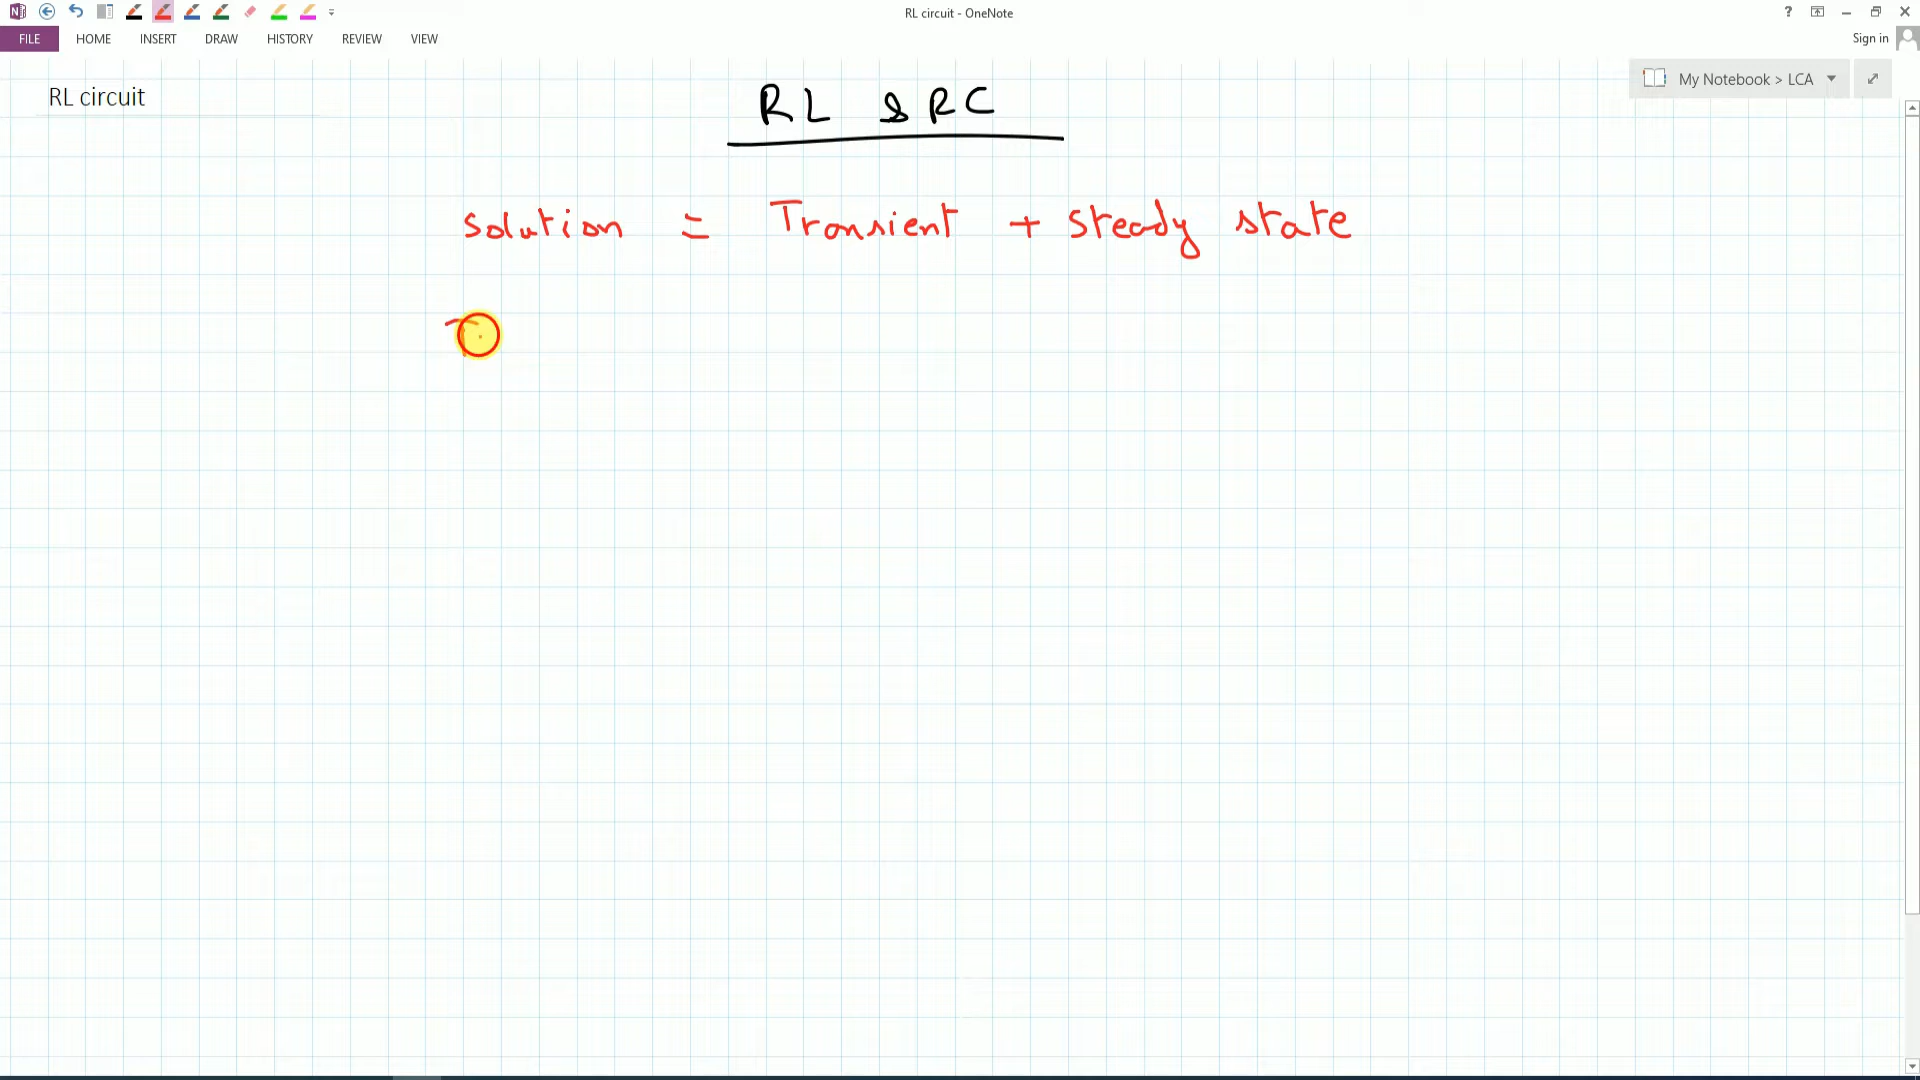 RL circuit - OneNote
FILE HOME INSERT DRAW HISTORY REVIEW VIEW
Sign in
My Notebook > LCA
RL circuit
RL & RC
Solution = Transient + Steady state
T